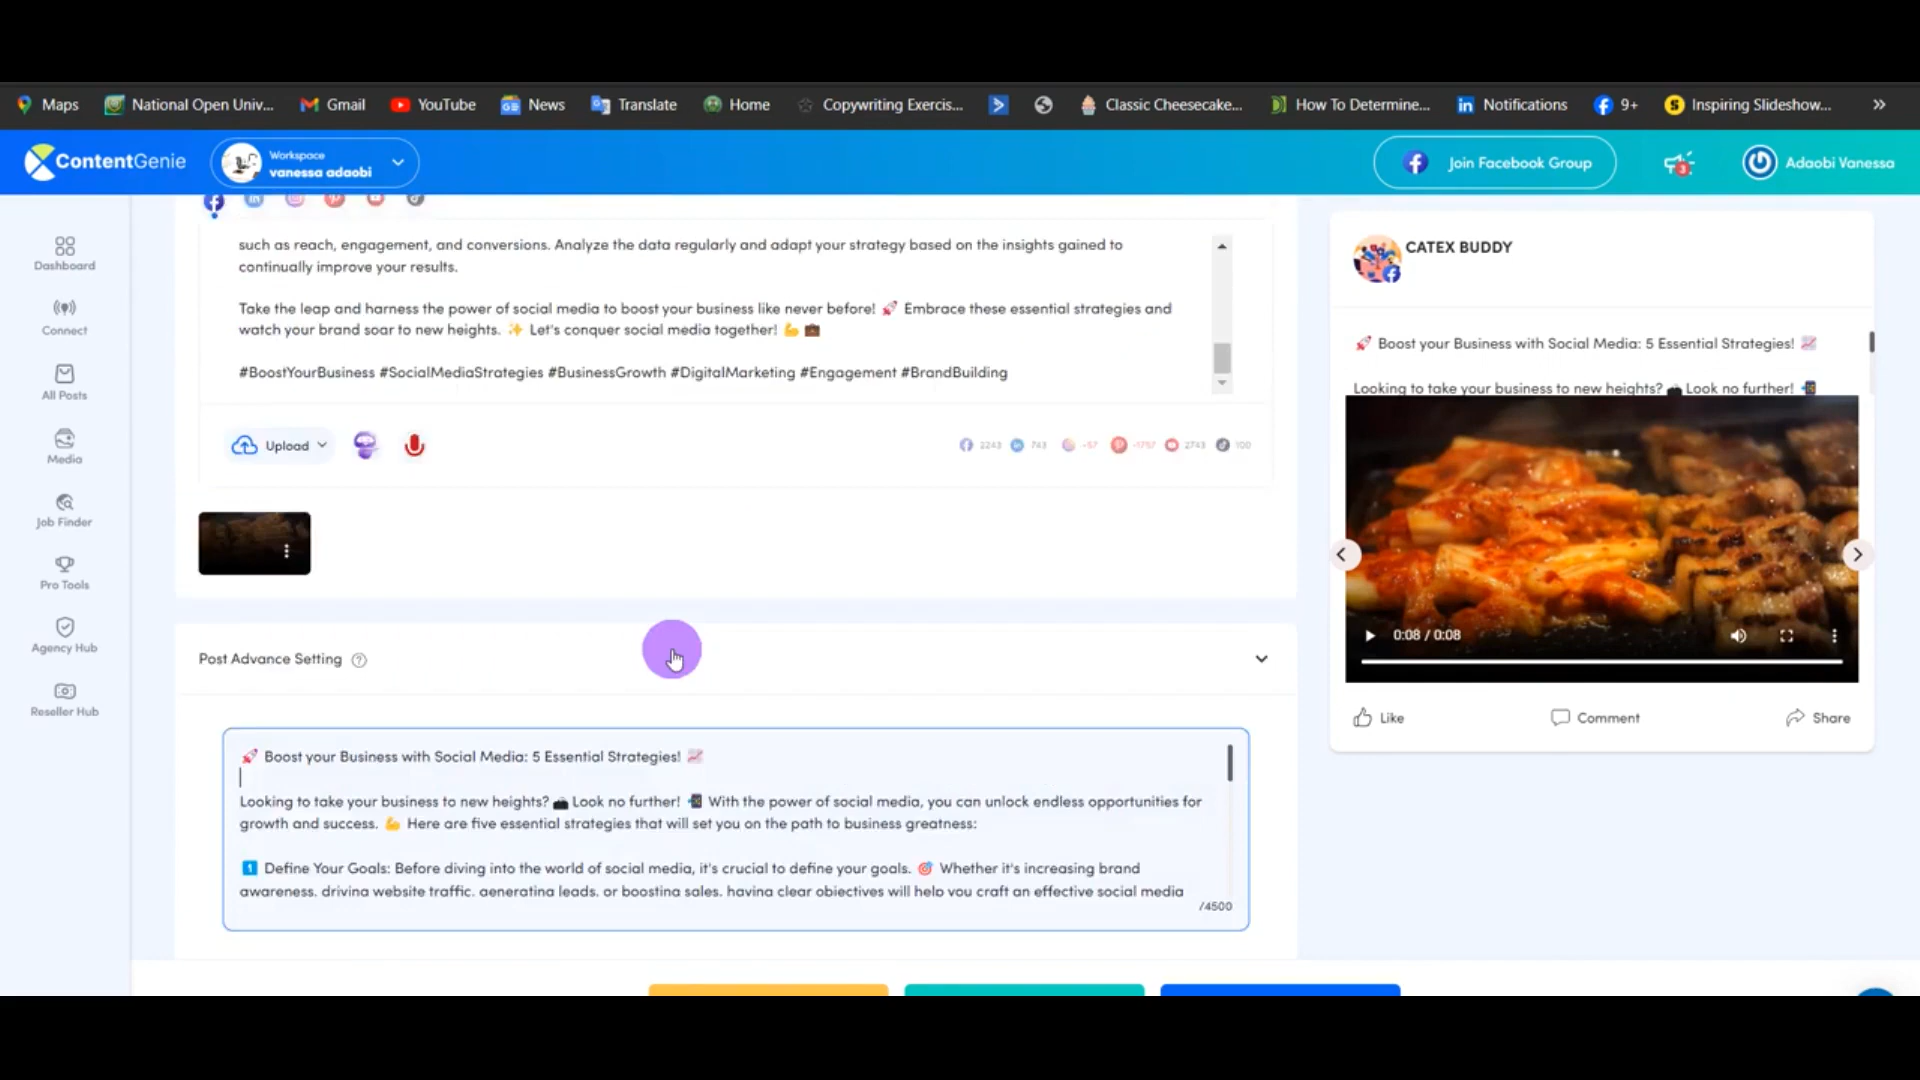 Maps National Open Univ... Gmail YouTube News Translate Home Copywriting Exercis... Classic Cheesecake... How To Determine... Notifications 9+ Inspiring Slideshow... »
ContentGenie
Workspace
vanessa adaobi
Join Facebook Group
3
Adaobi Vanessa
Dashboard
Connect
All Posts
Media
Job Finder
Pro Tools
Agency Hub
Reseller Hub
such as reach, engagement, and conversions. Analyze the data regularly and adapt your strategy based on the insights gained to
continually improve your results.
Take the leap and harness the power of social media to boost your business like never before! 🚀 Embrace these essential strategies and
watch your brand soar to new heights. ✨ Let's conquer social media together! 💪 💼
#BoostYourBusiness #SocialMediaStrategies #BusinessGrowth #DigitalMarketing #Engagement #BrandBuilding
Upload
2243 743 -57 -1757 2743 100
Post Advance Setting ?
🚀 Boost your Business with Social Media: 5 Essential Strategies! 📈
Looking to take your business to new heights? Look no further! 📲 With the power of social media, you can unlock endless opportunities for
growth and success. 💪 Here are five essential strategies that will set you on the path to business greatness:
1 Define Your Goals: Before diving into the world of social media, it's crucial to define your goals. 🎯 Whether it's increasing brand
awareness, driving website traffic, generating leads, or boosting sales, having clear objectives will help you craft an effective social media
/4500
CATEX BUDDY
🚀 Boost your Business with Social Media: 5 Essential Strategies! 📈
Looking to take your business to new heights? Look no further! 📲
0:08 / 0:08
Like
Comment
Share